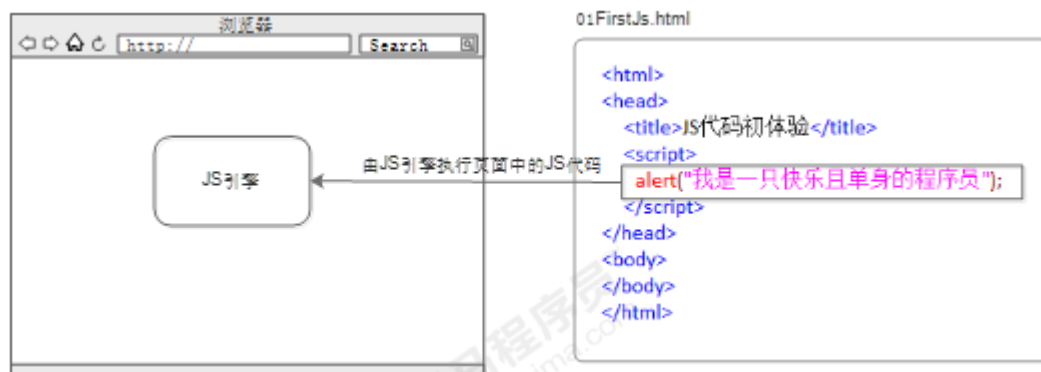 浏览器
http://
Search
JS引擎
由JS引擎执行页面中的JS代码
01FirstJs.html
<html>
<head>
<title>JS代码初体验</title>
<script>
alert("我是一只快乐且单身的程序员");
</script>
</head>
<body>
</body>
</html>
程序员